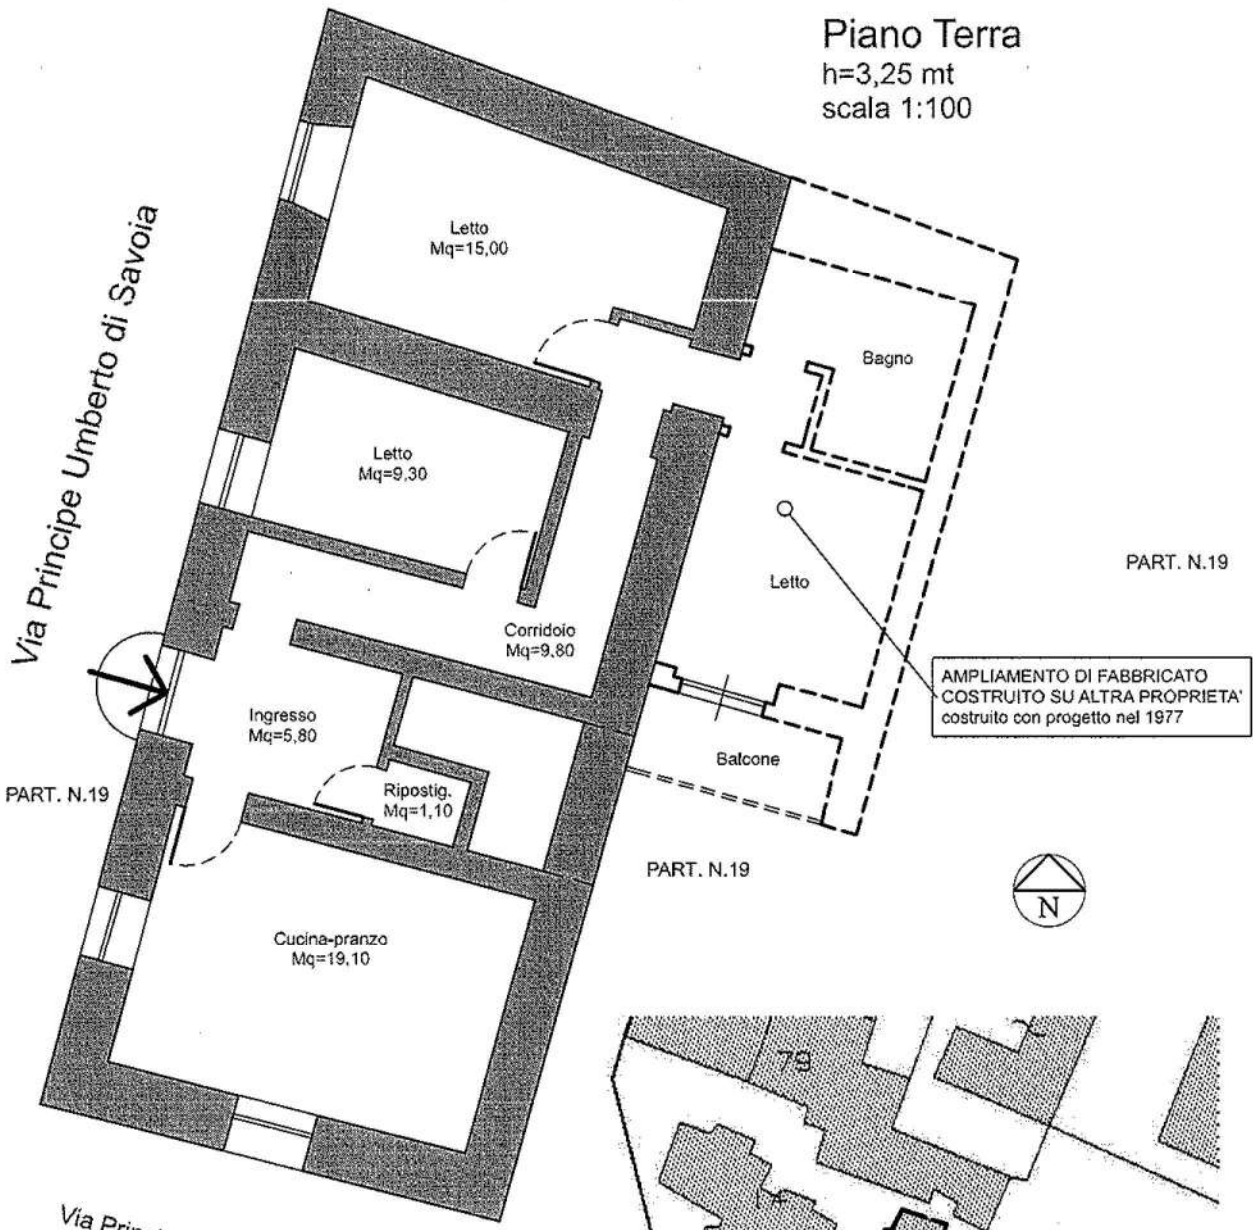 Piano Terra
h=3,25 mt
scala 1:100
Via Principe Umberto di Savoia
Letto
Mq=15,00
Bagno
Letto
Mq=9,30
PART. N.19
Letto
Corridoio
Mq=9,80
AMPLIAMENTO DI FABBRICATO
COSTRUITO SU ALTRA PROPRIETA'
costruito con progetto nel 1977
Ingresso
Mq=5,80
Balcone
PART. N.19
Ripostig.
Mq=1,10
PART. N.19
N
Cucina-pranzo
Mq=19,10
79
Via